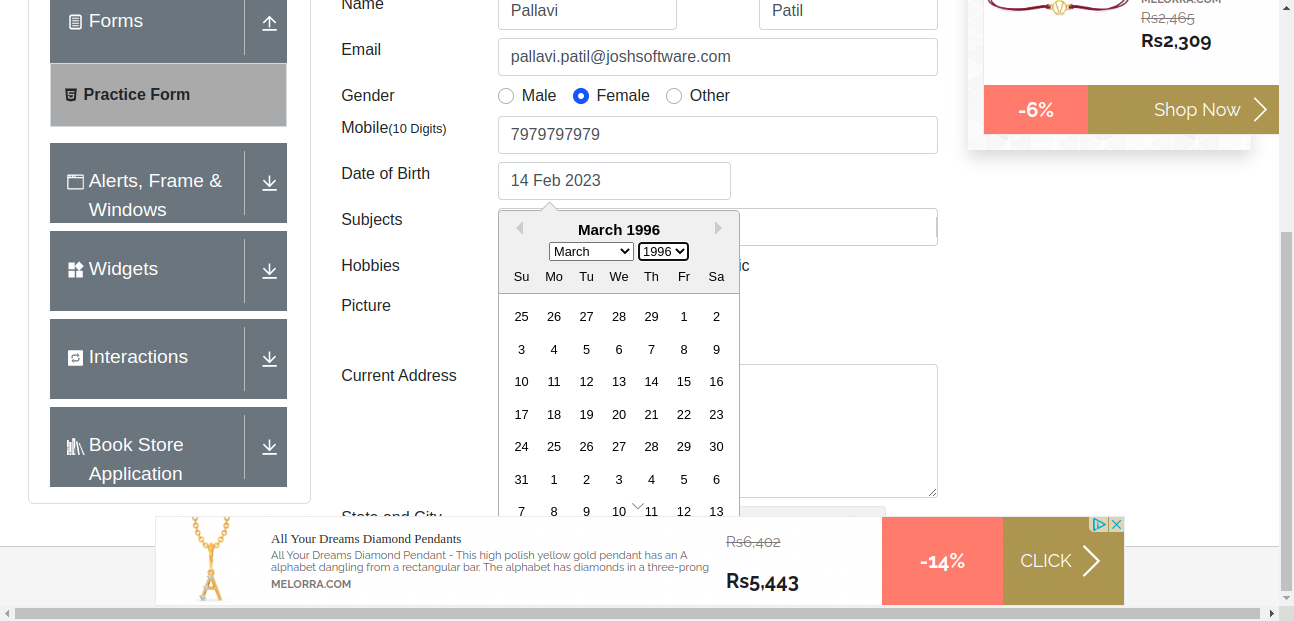 Forms
Practice Form
Alerts, Frame &
Windows
Widgets
Interactions
Book Store
Application
Name
Pallavi
Patil
Email
pallavi.patil@joshsoftware.com
Gender
Male
Female
Other
Mobile(10 Digits)
7979797979
Date of Birth
14 Feb 2023
Subjects
Hobbies
ic
Picture
Current Address
State and City
March 1996
March
1996
Su Mo Tu We Th Fr Sa
25 26 27 28 29 1 2
3 4 5 6 7 8 9
10 11 12 13 14 15 16
17 18 19 20 21 22 23
24 25 26 27 28 29 30
31 1 2 3 4 5 6
7 8 9 10 11 12 13
MELORRA.COM
Rs2,465
Rs2,309
-6%
Shop Now
All Your Dreams Diamond Pendants
All Your Dreams Diamond Pendant - This high polish yellow gold pendant has an A
alphabet dangling from a rectangular bar. The alphabet has diamonds in a three-prong
MELORRA.COM
Rs6,402
Rs5,443
-14%
CLICK